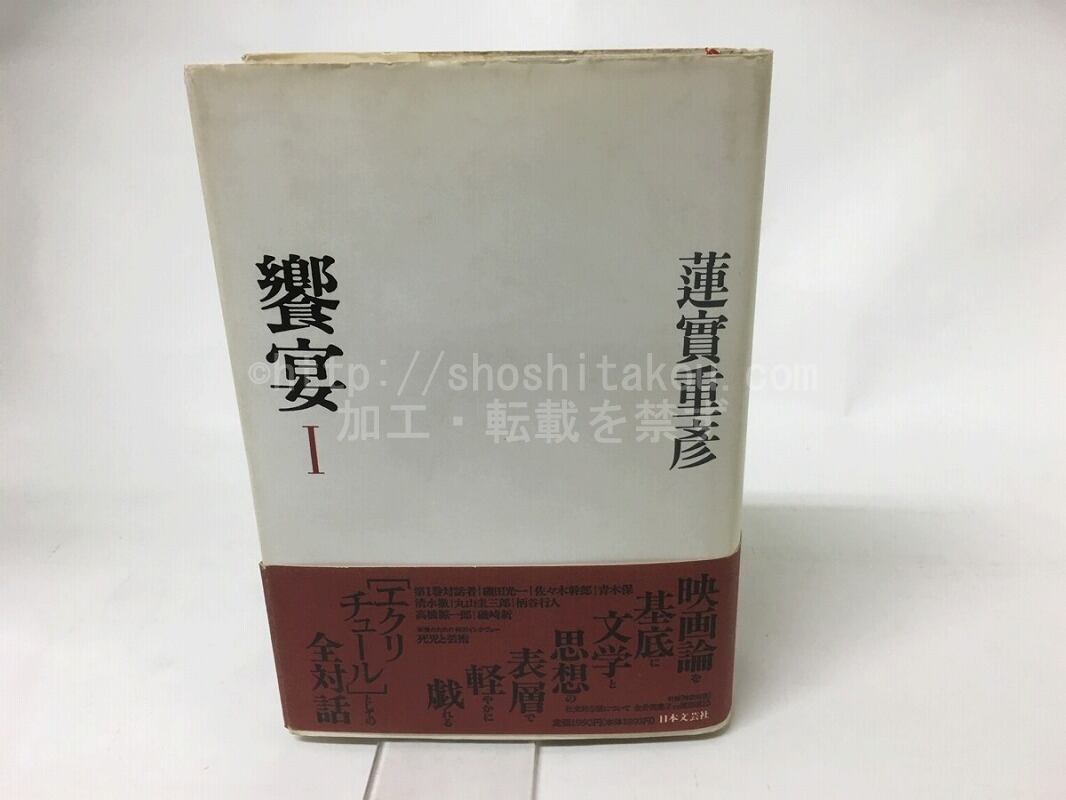 蓮實重彦
饗宴
I
©http://shoshitakou.com
加工・転載を禁ず
映画論を
基底に
文学と
思想の
表層で
軽やかに
戯れる
[エクリ
チュール]としての
全対話
第1巻対話者|磯田光一|佐々木幹郎|青木保
清水徹|丸山圭三郎|柄谷行人
高橋源一郎|磯崎新
死児と芸術
日本文芸社